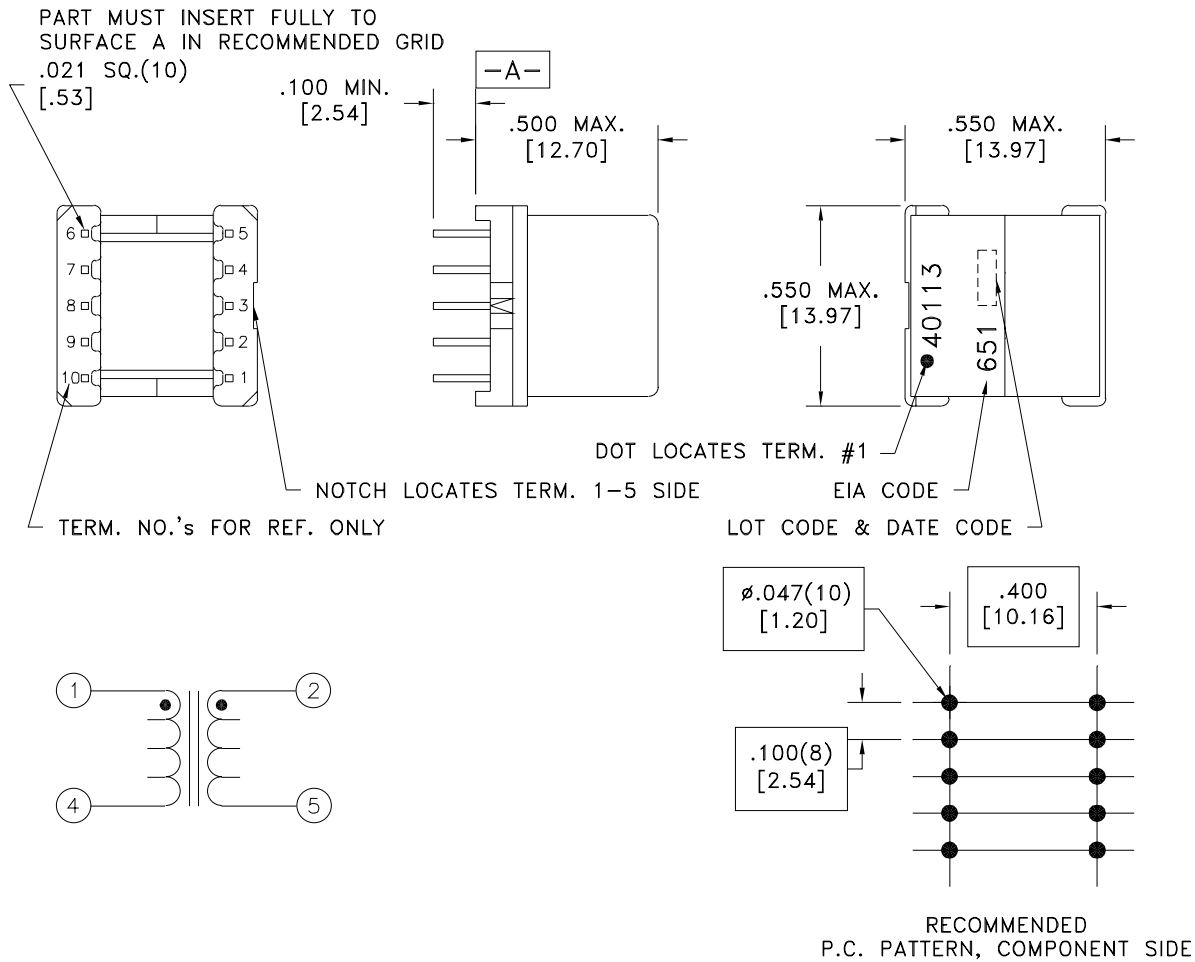 PART MUST INSERT FULLY TO
SURFACE A IN RECOMMENDED GRID
.021 SQ.(10)
[.53]
.100 MIN.
[2.54]
-A-
.500 MAX.
[12.70]
.550 MAX.
[13.97]
6
7
8
9
10
5
4
3
2
1
.550 MAX.
[13.97]
40113
651
DOT LOCATES TERM. #1
NOTCH LOCATES TERM. 1-5 SIDE
EIA CODE
TERM. NO.'s FOR REF. ONLY
LOT CODE & DATE CODE
ø.047(10)
[1.20]
.400
[10.16]
1
2
4
5
.100(8)
[2.54]
RECOMMENDED
P.C. PATTERN, COMPONENT SIDE